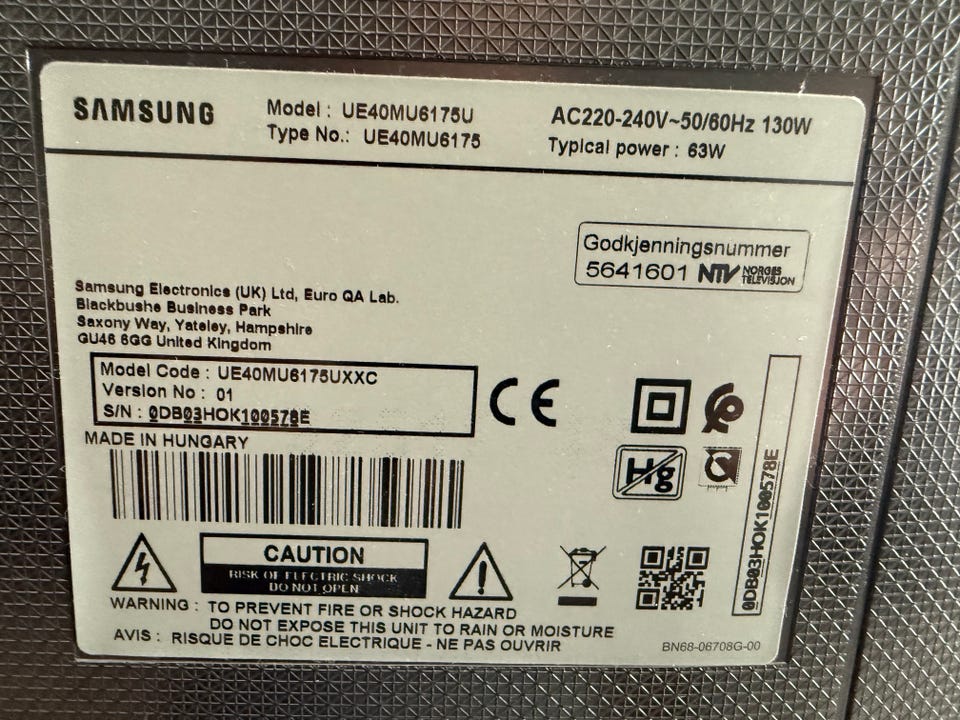 SAMSUNG
Model : UE40MU6175U
Type No.: UE40MU6175
AC220-240V~50/60Hz 130W
Typical power : 63W
Godkjenningsnummer
5641601 NTV NORGES TELEVISJON
Samsung Electronics (UK) Ltd, Euro QA Lab.
Blackbushe Business Park
Saxony Way, Yateley, Hampshire
GU46 6GG United Kingdom
Model Code : UE40MU6175UXXC
Version No : 01
S/N : 0DB03HOK100578E
MADE IN HUNGARY
CE
Hg
0DB03HOK100578E
CAUTION
RISK OF ELECTRIC SHOCK
DO NOT OPEN
WARNING : TO PREVENT FIRE OR SHOCK HAZARD
DO NOT EXPOSE THIS UNIT TO RAIN OR MOISTURE
AVIS : RISQUE DE CHOC ELECTRIQUE - NE PAS OUVRIR
BN68-06708G-00